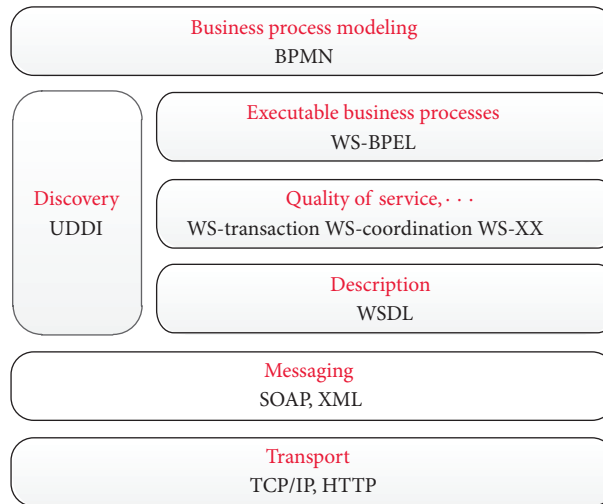 Business process modeling
BPMN
Executable business processes
WS-BPEL
Discovery
UDDI
Quality of service, · · ·
WS-transaction WS-coordination WS-XX
Description
WSDL
Messaging
SOAP, XML
Transport
TCP/IP, HTTP